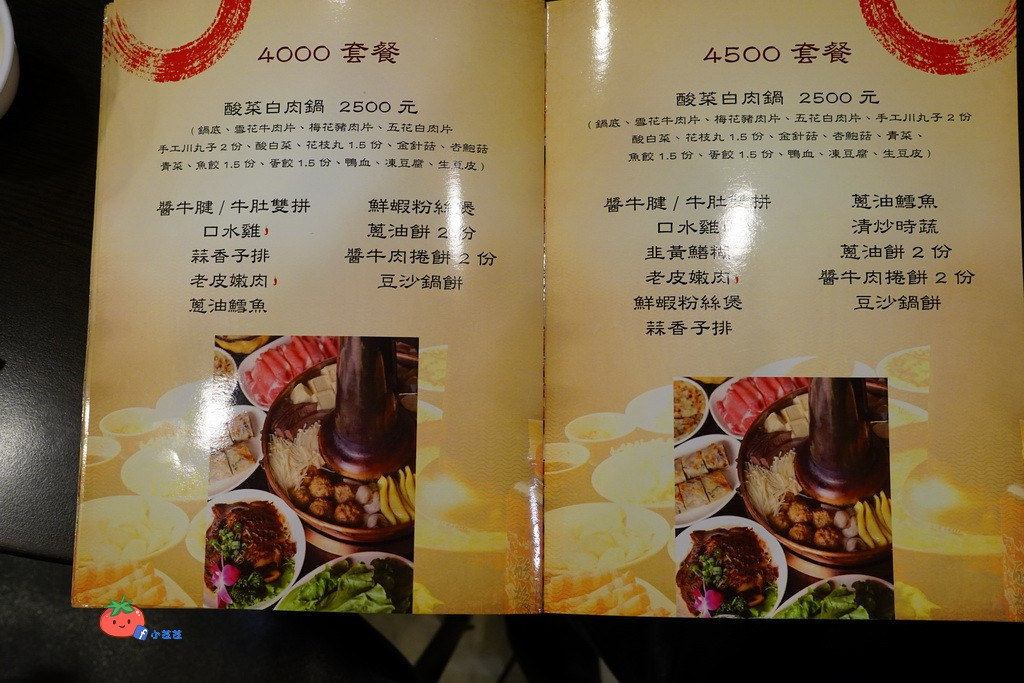 4000 套餐
酸菜白肉鍋 2500 元
( 鍋底、雪花牛肉片、梅花豬肉片、五花白肉片
手工川丸子 2 份、酸白菜、花枝丸 1.5 份、金針菇、杏鮑菇
青菜、魚餃 1.5 份、蛋餃 1.5 份、鴨血、凍豆腐、生豆皮 )
醬牛腱 / 牛肚雙拼
口水雞
蒜香子排
老皮嫩肉
蔥油鱈魚
鮮蝦粉絲煲
蔥油餅 2 份
醬牛肉捲餅 2 份
豆沙鍋餅
4500 套餐
酸菜白肉鍋 2500 元
( 鍋底、雪花牛肉片、梅花豬肉片、五花白肉片、手工川丸子 2 份
酸白菜、花枝丸 1.5 份、金針菇、杏鮑菇、青菜、
魚餃 1.5 份、蛋餃 1.5 份、鴨血、凍豆腐、生豆皮 )
醬牛腱 / 牛肚雙拼
口水雞
韭黃鱔糊
老皮嫩肉
鮮蝦粉絲煲
蒜香子排
蔥油鱈魚
清炒時蔬
蔥油餅 2 份
醬牛肉捲餅 2 份
豆沙鍋餅
f 小茲茲